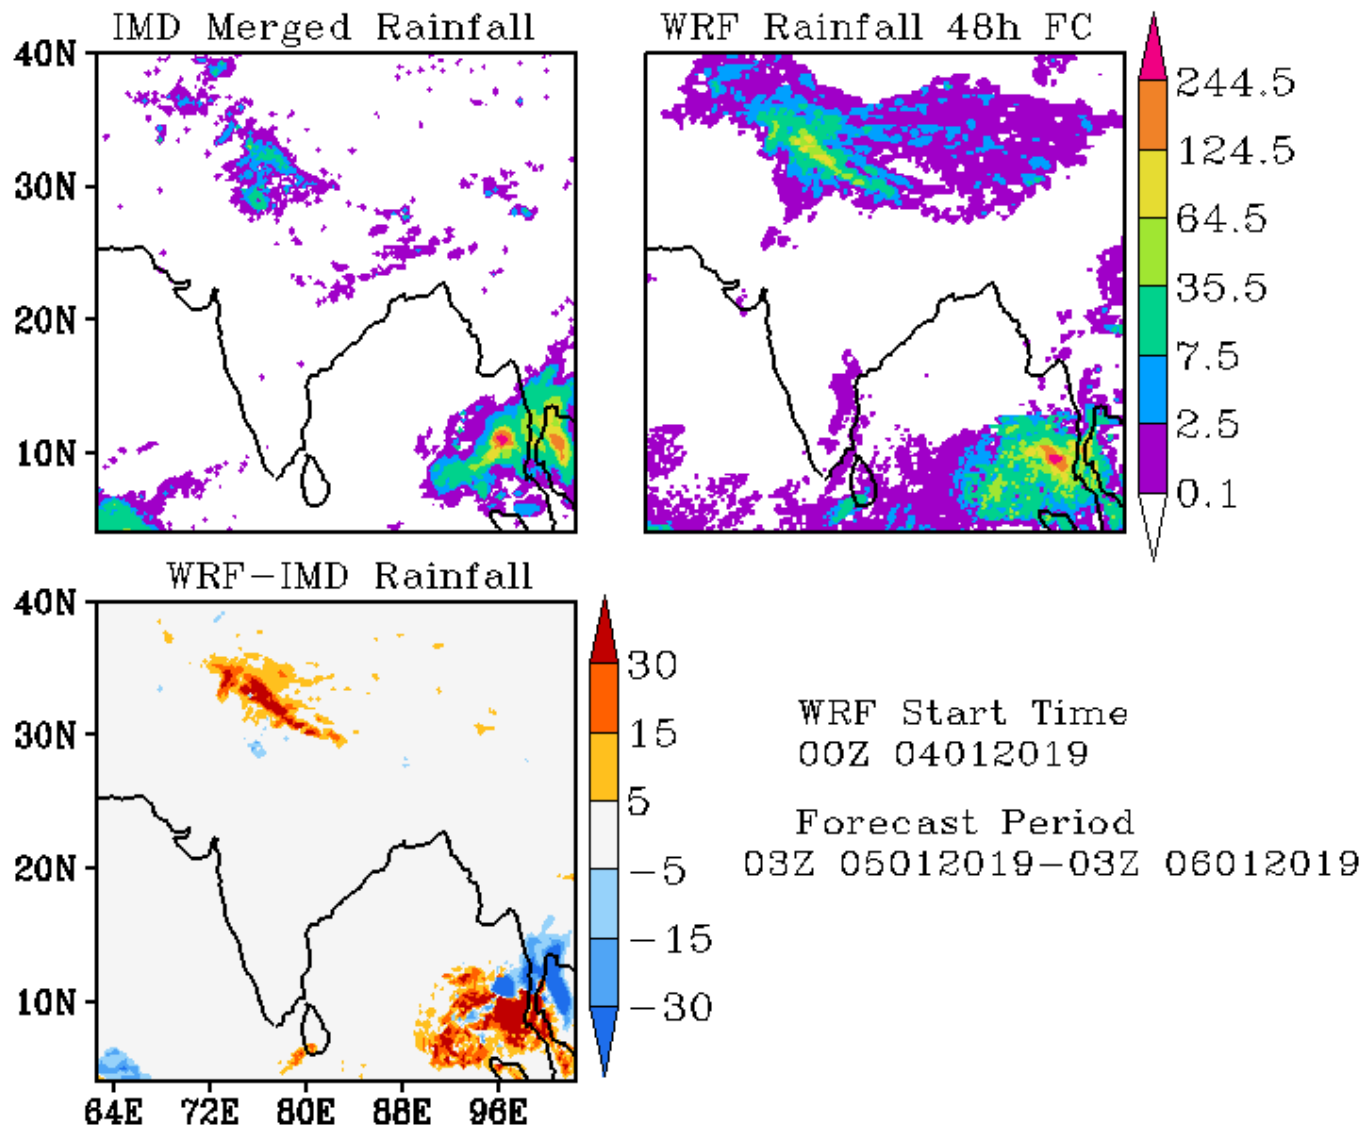 IMD Merged Rainfall
WRF Rainfall 48h FC
40N
30N
20N
10N
244.5
124.5
64.5
35.5
7.5
2.5
0.1
WRF-IMD Rainfall
40N
30N
20N
10N
64E 72E 80E 88E 96E
30
15
5
-5
-15
-30
WRF Start Time
00Z 04012019
Forecast Period
03Z 05012019-03Z 06012019